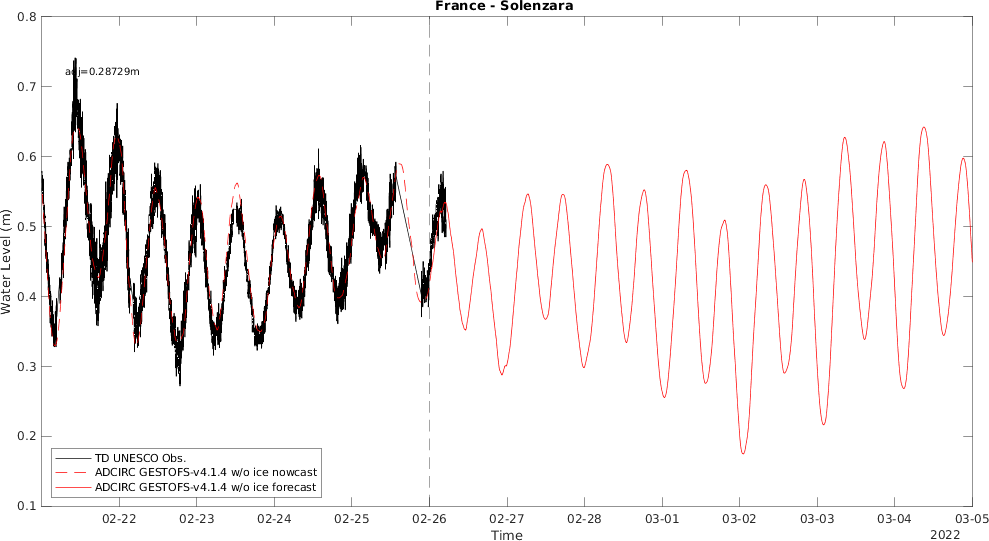 France - Solenzara
0.8
0.7
0.6
0.5
0.4
0.3
0.2
0.1
Water Level (m)
adj=0.28729m
TD UNESCO Obs.
ADCIRC GESTOFS-v4.1.4 w/o ice nowcast
ADCIRC GESTOFS-v4.1.4 w/o ice forecast
02-22 02-23 02-24 02-25 02-26 02-27 02-28 03-01 03-02 03-03 03-04 03-05
Time
2022